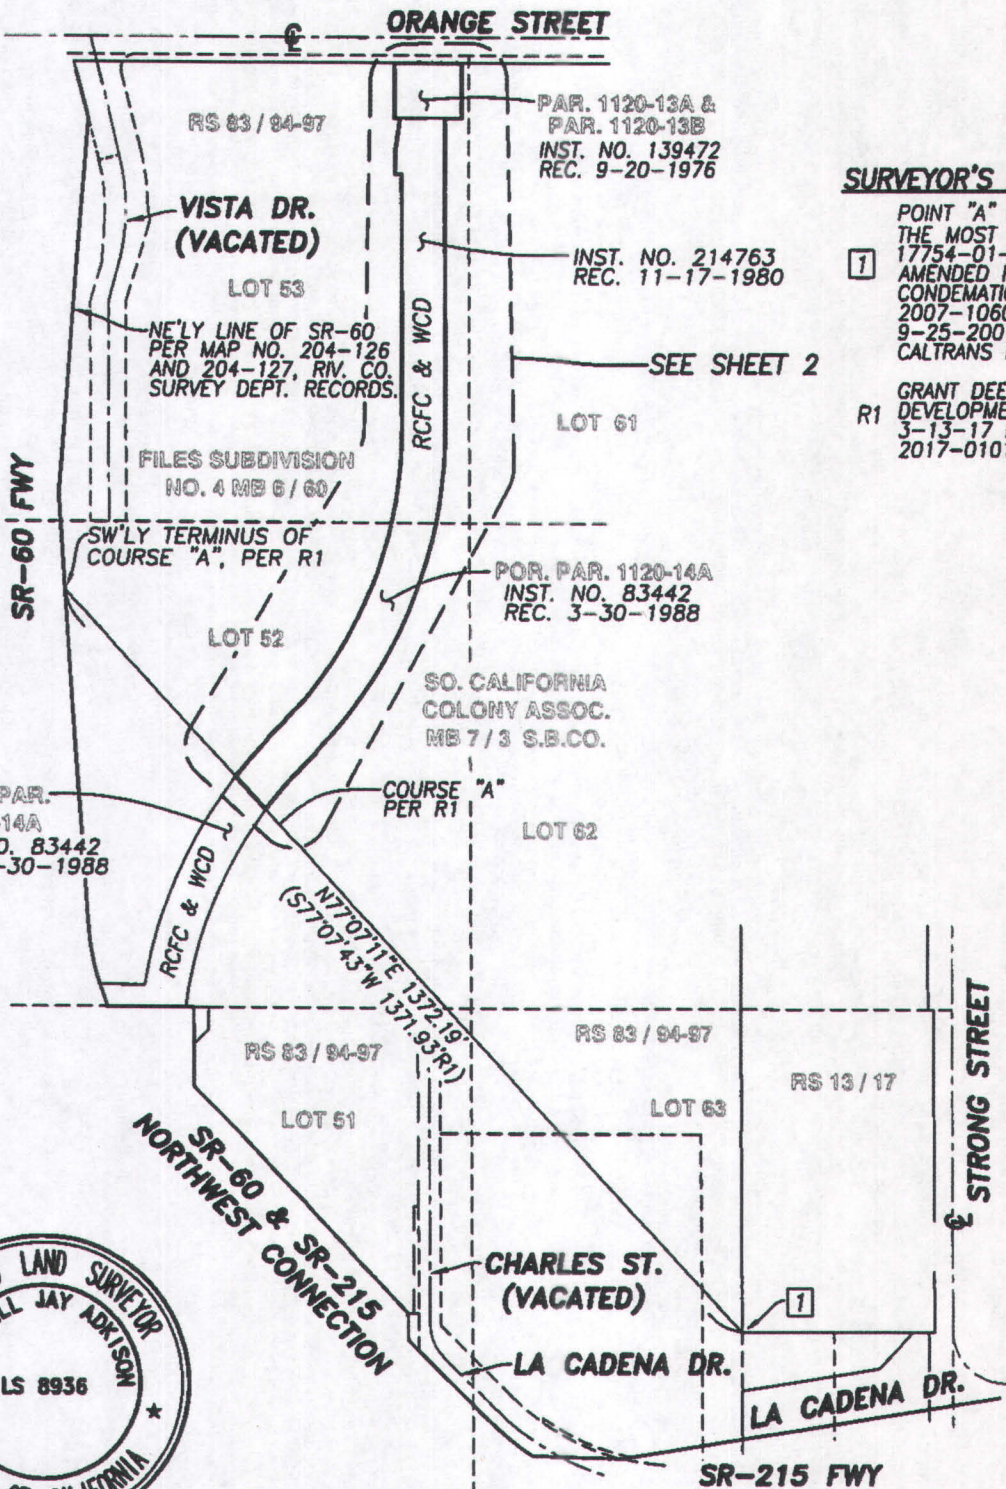 ORANGE STREET
℄
RS 83 / 94-97
PAR. 1120-13A &
PAR. 1120-13B
INST. NO. 139472
REC. 9-20-1976
VISTA DR.
(VACATED)
INST. NO. 214763
REC. 11-17-1980
LOT 53
NE'LY LINE OF SR-60
PER MAP NO. 204-126
AND 204-127, RIV. CO.
SURVEY DEPT. RECORDS.
RCFC & WCD
SEE SHEET 2
LOT 61
FILES SUBDIVISION
NO. 4 MB 6 / 60
SR-60 FWY
SW'LY TERMINUS OF
COURSE "A", PER R1
POR. PAR. 1120-14A
INST. NO. 83442
REC. 3-30-1988
LOT 52
SO. CALIFORNIA
COLONY ASSOC.
MB 7 / 3 S.B.CO.
PAR.
14A
O. 83442
-30-1988
COURSE "A"
PER R1
LOT 62
RCFC & WCD
N77°07'11"E 1372.19'
(S77°07'43"W 1371.93'R1)
RS 83 / 94-97
LOT 51
RS 83 / 94-97
LOT 63
RS 13 / 17
STRONG STREET
℄
SR-60 & SR-215
NORTHWEST CONNECTION
CHARLES ST.
(VACATED)
1
LA CADENA DR.
LA CADENA DR.
SR-215 FWY
SURVEYOR'S
POINT "A"
THE MOST
17754-01-
1
AMENDED
CONDEMATIO
2007-1060
9-25-200
CALTRANS
GRANT DEE
R1
DEVELOPME
3-13-17
2017-0101
LAND SURVEYOR
LL JAY ADKISON
LS 8936
★